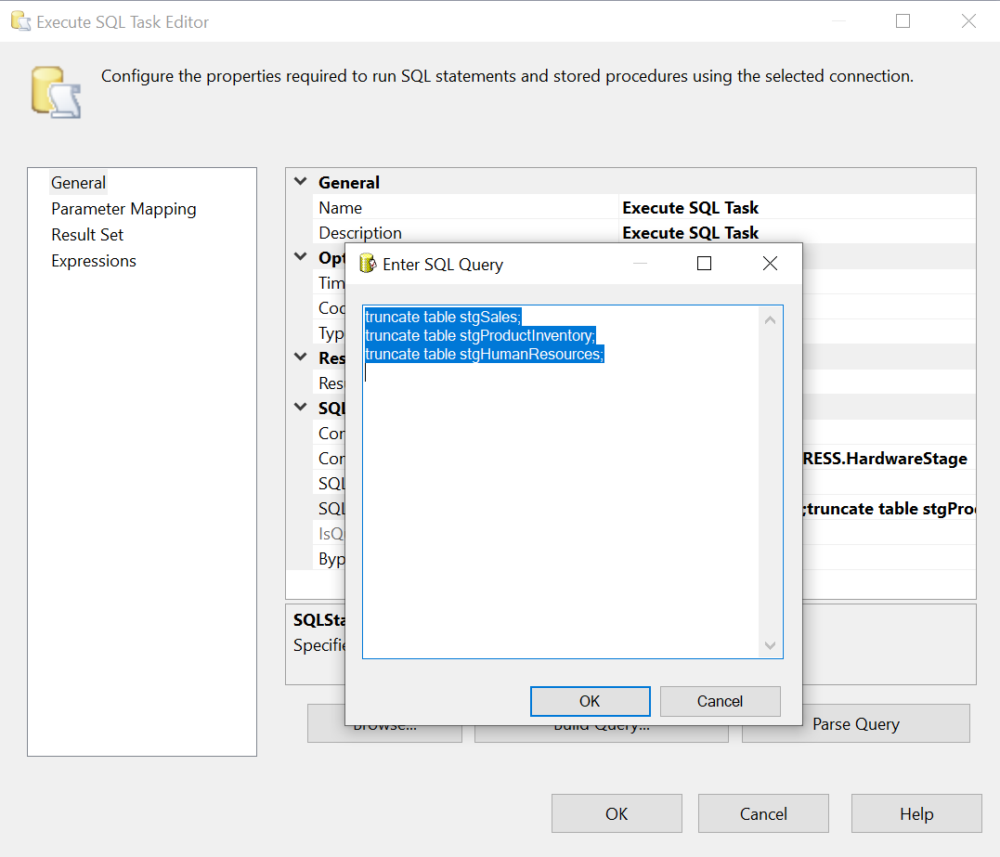 Execute SQL Task Editor
Configure the properties required to run SQL statements and stored procedures using the selected connection.
General
Parameter Mapping
Result Set
Expressions
General
Name Execute SQL Task
Description Execute SQL Task
Opt
Tim
Coc
Typ
Res
Res
SQL
Cor
Cor RESS.HardwareStage
SQL
SQL ;truncate table stgPro
IsQu
Byp
SQLSta
Specifie
Enter SQL Query
truncate table stgSales;
truncate table stgProductInventory;
truncate table stgHumanResources;
OK Cancel
Browse... Build Query... Parse Query
OK Cancel Help